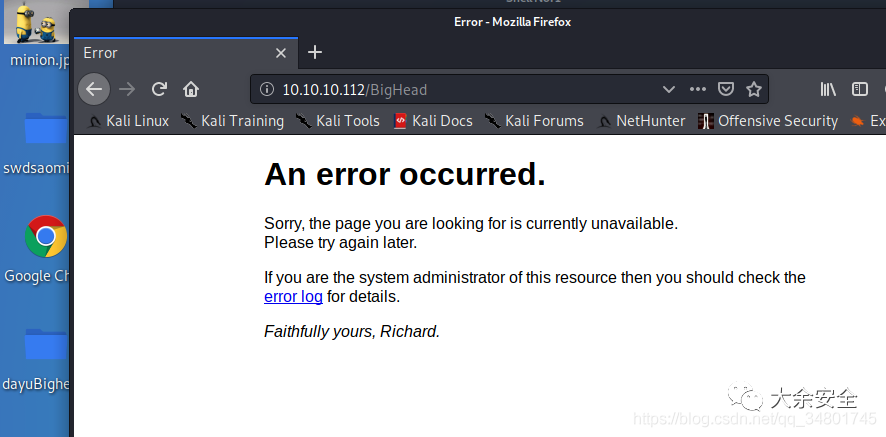 Error - Mozilla Firefox
minion.jp
Error
10.10.10.112/BigHead
Kali Linux Kali Training Kali Tools Kali Docs Kali Forums NetHunter Offensive Security Ex
swdsaomi
An error occurred.
Sorry, the page you are looking for is currently unavailable.
Please try again later.
Google Ch
If you are the system administrator of this resource then you should check the
error log for details.
Faithfully yours, Richard.
dayuBighe
大余安全
https://blog.csdn.net/qq_34801745